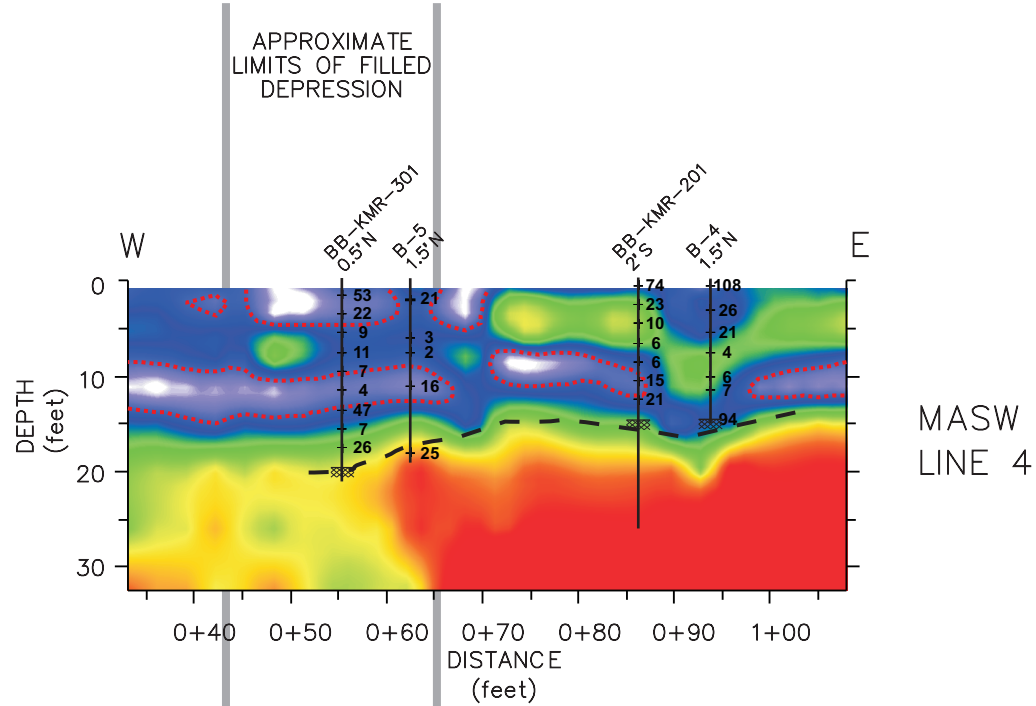 APPROXIMATE
LIMITS OF FILLED
DEPRESSION
BB-KMR-301
0.5'N
B-5
1.5'N
BB-KMR-201
2'S
B-4
1.5'N
W
E
0
10
20
30
DEPTH
(feet)
53
22
9
11
7
4
47
7
26
21
3
2
16
25
74
23
10
6
6
15
21
108
26
21
4
6
7
94
MASW
LINE 4
0+40
0+50
0+60
0+70
0+80
0+90
1+00
DISTANCE
(feet)